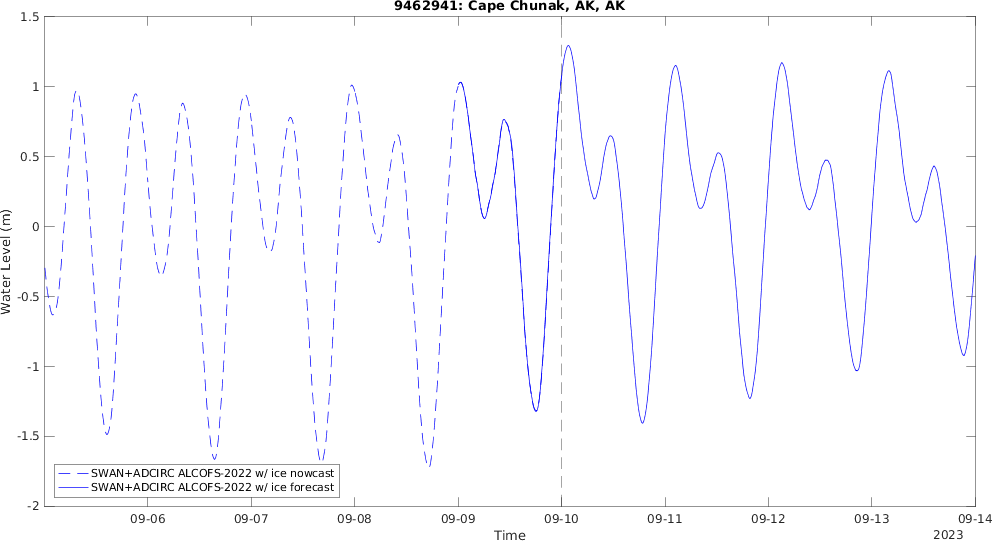 9462941: Cape Chunak, AK, AK
1.5
1
0.5
0
-0.5
-1
-1.5
-2
Water Level (m)
SWAN+ADCIRC ALCOFS-2022 w/ ice nowcast
SWAN+ADCIRC ALCOFS-2022 w/ ice forecast
09-06 09-07 09-08 09-09 09-10 09-11 09-12 09-13 09-14
Time
2023